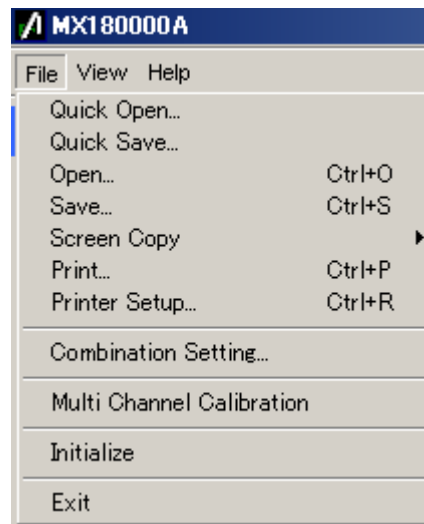 MX180000A
File View Help
Quick Open...
Quick Save...
Open... Ctrl+O
Save... Ctrl+S
Screen Copy
Print... Ctrl+P
Printer Setup... Ctrl+R
Combination Setting...
Multi Channel Calibration
Initialize
Exit